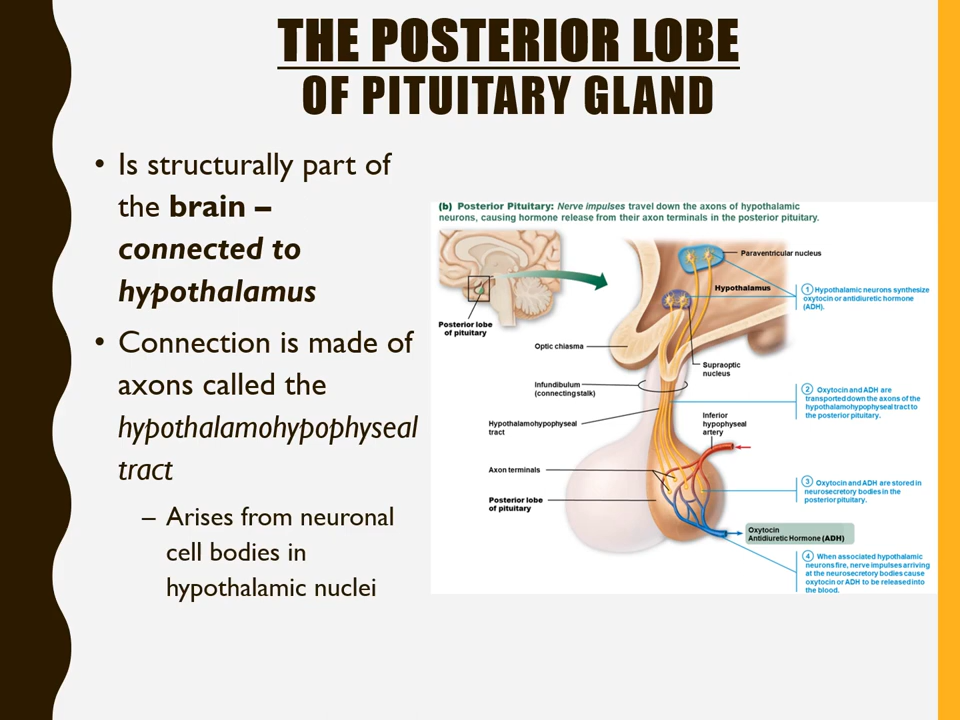 THE POSTERIOR LOBE
OF PITUITARY GLAND
• Is structurally part of
the brain –
connected to
hypothalamus
• Connection is made of
axons called the
hypothalamohypophyseal
tract
– Arises from neuronal
cell bodies in
hypothalamic nuclei
(b) Posterior Pituitary: Nerve impulses travel down the axons of hypothalamic
neurons, causing hormone release from their axon terminals in the posterior pituitary.
Paraventricular nucleus
Hypothalamus
1 Hypothalamic neurons synthesize
oxytocin or antidiuretic hormone
(ADH).
Posterior lobe
of pituitary
Optic chiasma
Supraoptic
nucleus
Infundibulum
(connecting stalk)
2 Oxytocin and ADH are
transported down the axons of the
hypothalamohypophyseal tract to
the posterior pituitary.
Hypothalamohypophyseal
tract
Inferior
hypophyseal
artery
Axon terminals
3 Oxytocin and ADH are stored in
neurosecretory bodies in the
posterior pituitary.
Posterior lobe
of pituitary
Oxytocin
Antidiuretic Hormone (ADH)
4 When associated hypothalamic
neurons fire, nerve impulses arriving
at the neurosecretory bodies cause
oxytocin or ADH to be released into
the blood.